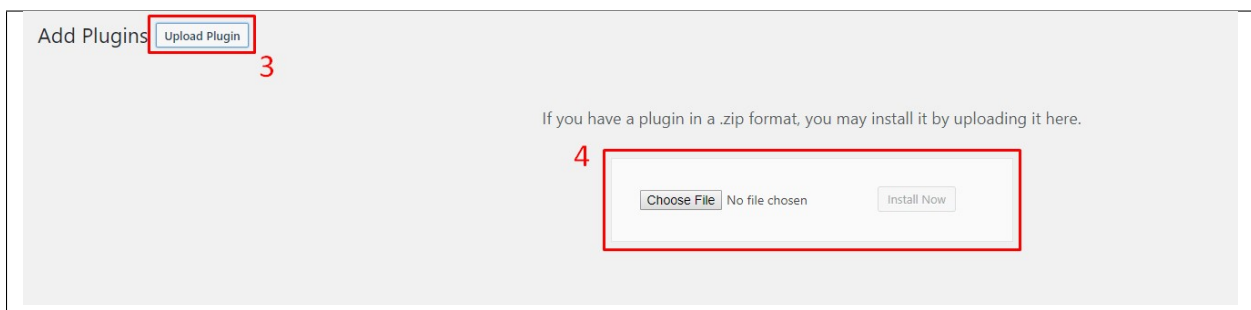 Add Plugins Upload Plugin
3
If you have a plugin in a .zip format, you may install it by uploading it here.
4
Choose File No file chosen Install Now